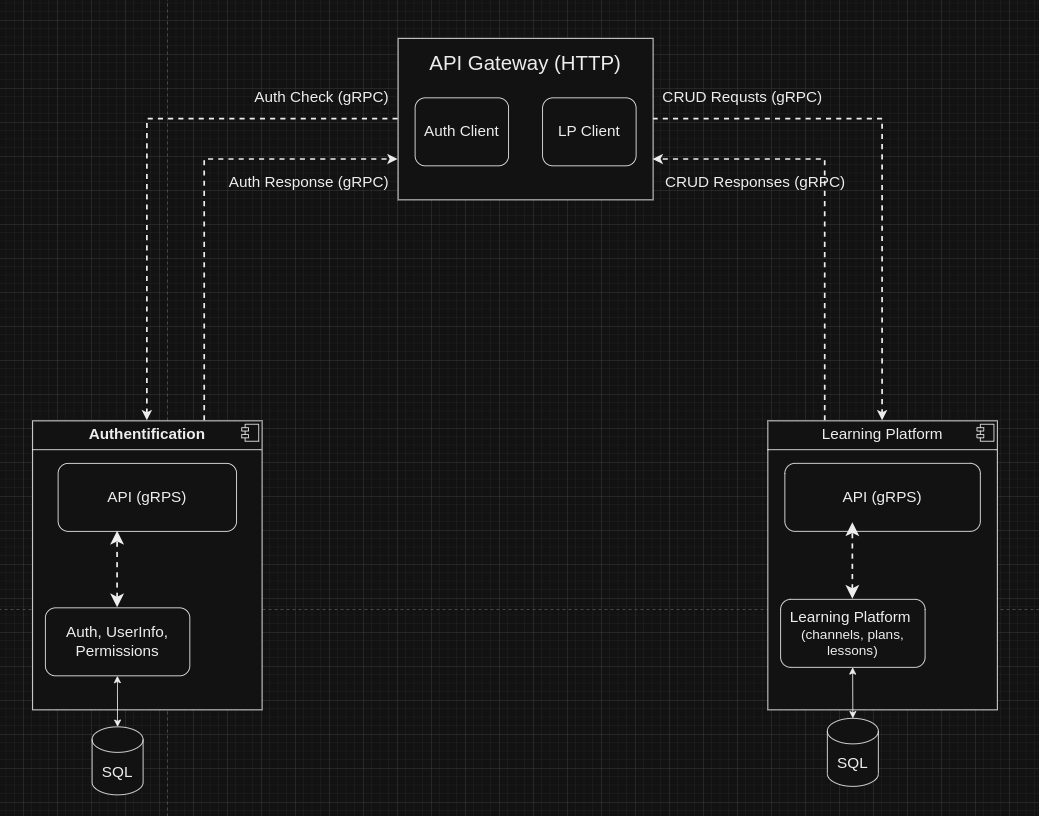 API Gateway (HTTP)
Auth Check (gRPC)
CRUD Requsts (gRPC)
Auth Client
LP Client
Auth Response (gRPC)
CRUD Responses (gRPC)
Authentification
Learning Platform
API (gRPS)
API (gRPS)
Auth, UserInfo,
Permissions
Learning Platform
(channels, plans,
lessons)
SQL
SQL